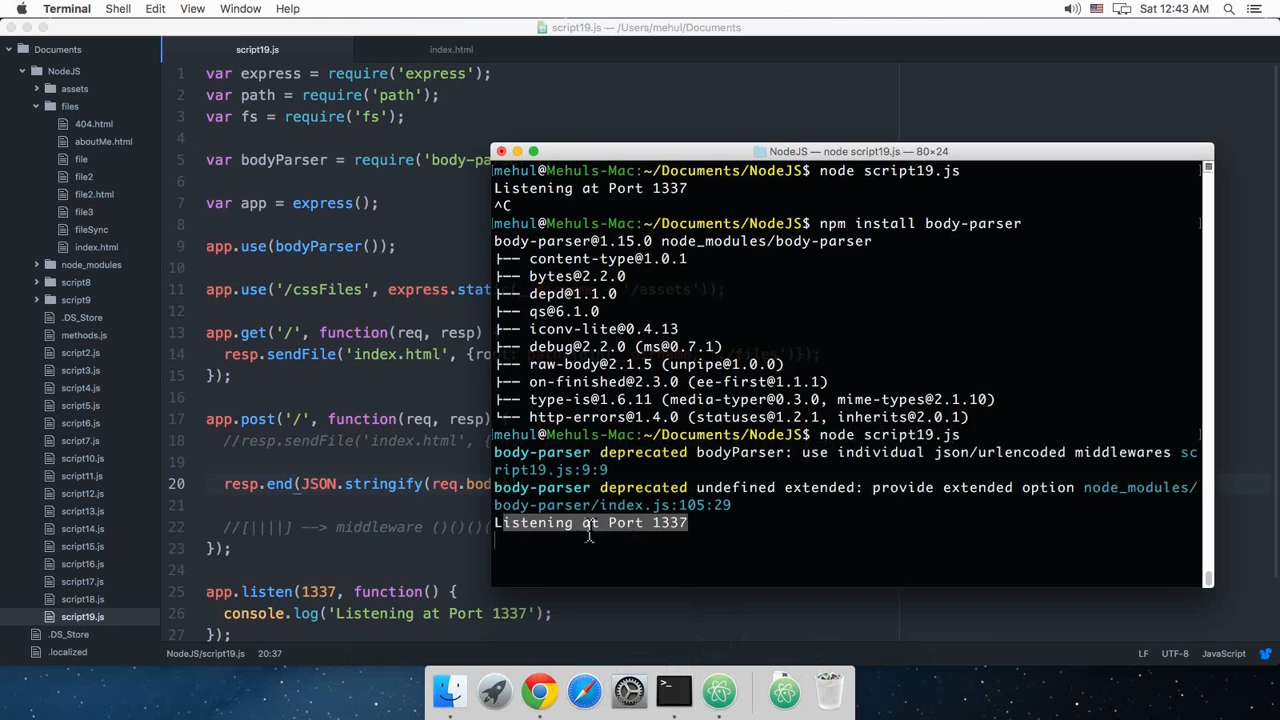 Terminal Shell Edit View Window Help Sat 12:43 AM
script19.js — /Users/mehul/Documents
Documents
NodeJS
assets
files
404.html
aboutMe.html
file
file2
file2.html
file3
fileSync
index.html
node_modules
script8
script9
.DS_Store
methods.js
script2.js
script3.js
script4.js
script5.js
script6.js
script7.js
script10.js
script11.js
script12.js
script13.js
script14.js
script15.js
script16.js
script17.js
script18.js
script19.js
.DS_Store
.localized
script19.js index.html
1 var express = require('express');
2 var path = require('path');
3 var fs = require('fs');
4
5 var bodyParser = require('body-pa
6
7 var app = express();
8
9 app.use(bodyParser());
10
11 app.use('/cssFiles', express.stat '/assets'));
12
13 app.get('/', function(req, resp) {
14 resp.sendFile('index.html', {root: /files')});
15 });
16
17 app.post('/', function(req, resp)
18 //resp.sendFile('index.html', {
19
20 resp.end(JSON.stringify(req.bod
21
22 //[|||||] --> middleware ()()()(
23 });
24
25 app.listen(1337, function() {
26 console.log('Listening at Port 1337');
27 });
NodeJS — node script19.js — 80×24
mehul@Mehuls-Mac:~/Documents/NodeJS$ node script19.js
Listening at Port 1337
^C
mehul@Mehuls-Mac:~/Documents/NodeJS$ npm install body-parser
body-parser@1.15.0 node_modules/body-parser
├── content-type@1.0.1
├── bytes@2.2.0
├── depd@1.1.0
├── qs@6.1.0
├── iconv-lite@0.4.13
├── debug@2.2.0 (ms@0.7.1)
├── raw-body@2.1.5 (unpipe@1.0.0)
├── on-finished@2.3.0 (ee-first@1.1.1)
├── type-is@1.6.11 (media-typer@0.3.0, mime-types@2.1.10)
└── http-errors@1.4.0 (statuses@1.2.1, inherits@2.0.1)
mehul@Mehuls-Mac:~/Documents/NodeJS$ node script19.js
body-parser deprecated bodyParser: use individual json/urlencoded middlewares sc
ript19.js:9:9
body-parser deprecated undefined extended: provide extended option node_modules/
body-parser/index.js:105:29
Listening at Port 1337
NodeJS/script19.js 20:37 LF UTF-8 JavaScript